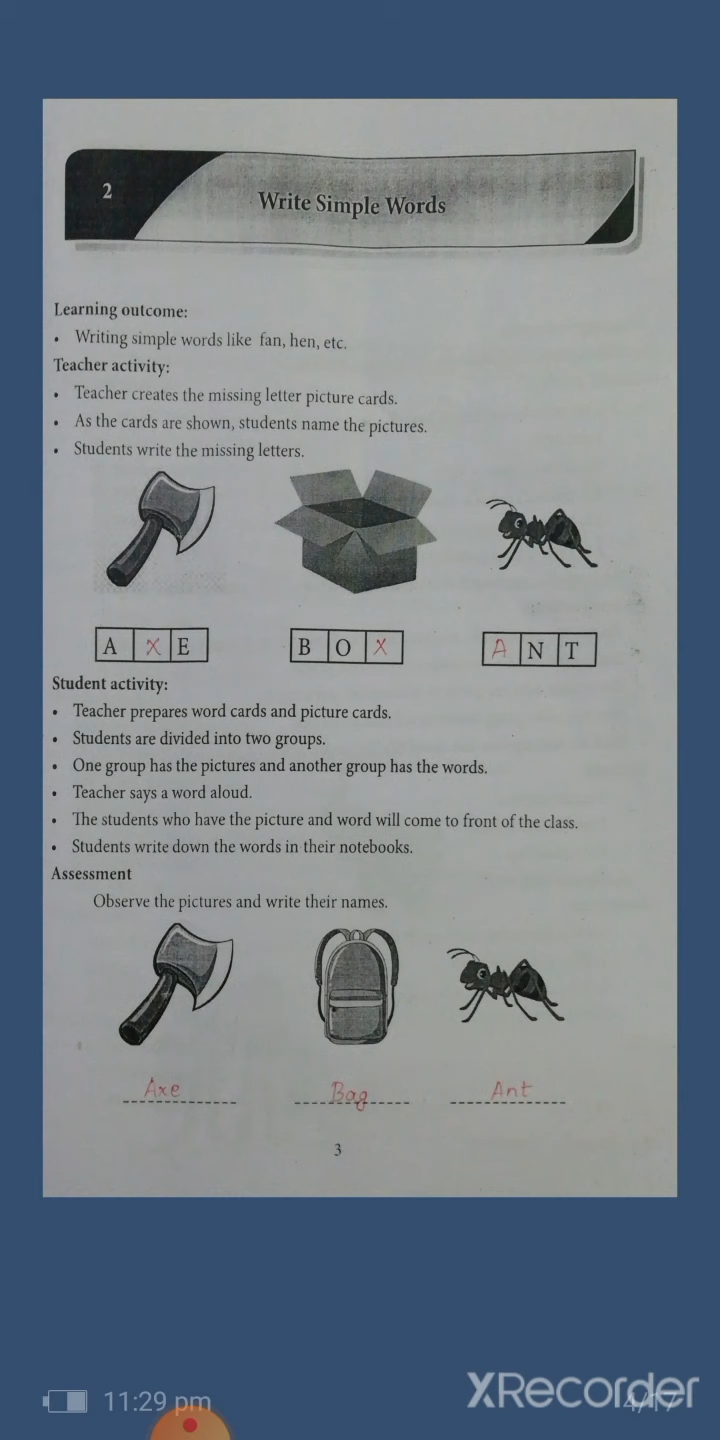 2
Write Simple Words
Learning outcome:
• Writing simple words like fan, hen, etc.
Teacher activity:
• Teacher creates the missing letter picture cards.
• As the cards are shown, students name the pictures.
• Students write the missing letters.
A X E B O X A N T
Student activity:
• Teacher prepares word cards and picture cards.
• Students are divided into two groups.
• One group has the pictures and another group has the words.
• Teacher says a word aloud.
• The students who have the picture and word will come to front of the class.
• Students write down the words in their notebooks.
Assessment
Observe the pictures and write their names.
Axe Bag Ant
3
11:29 pm
XRecorder
4/17